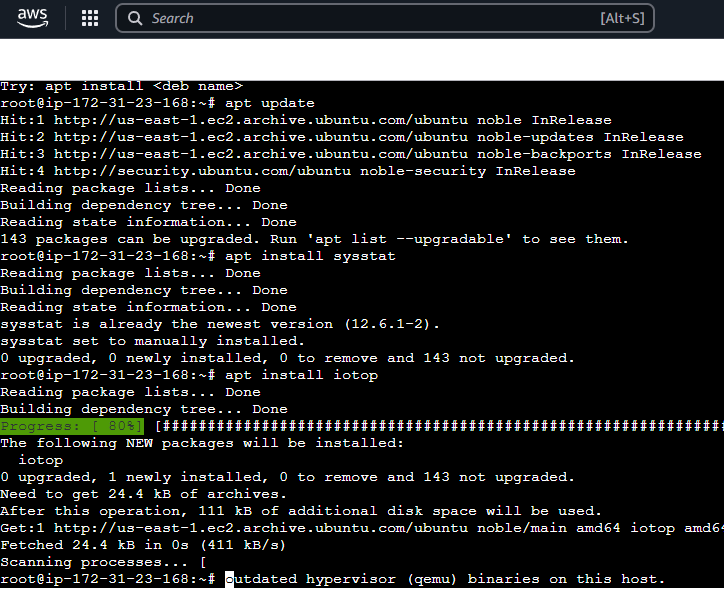 aws
Search [Alt+S]
Try: apt install <deb name>
root@ip-172-31-23-168:~# apt update
Hit:1 http://us-east-1.ec2.archive.ubuntu.com/ubuntu noble InRelease
Hit:2 http://us-east-1.ec2.archive.ubuntu.com/ubuntu noble-updates InRelease
Hit:3 http://us-east-1.ec2.archive.ubuntu.com/ubuntu noble-backports InRelease
Hit:4 http://security.ubuntu.com/ubuntu noble-security InRelease
Reading package lists... Done
Building dependency tree... Done
Reading state information... Done
143 packages can be upgraded. Run 'apt list --upgradable' to see them.
root@ip-172-31-23-168:~# apt install sysstat
Reading package lists... Done
Building dependency tree... Done
Reading state information... Done
sysstat is already the newest version (12.6.1-2).
sysstat set to manually installed.
0 upgraded, 0 newly installed, 0 to remove and 143 not upgraded.
root@ip-172-31-23-168:~# apt install iotop
Reading package lists... Done
Building dependency tree... Done
Progress: [ 80%] [###############################################################
The following NEW packages will be installed:
  iotop
0 upgraded, 1 newly installed, 0 to remove and 143 not upgraded.
Need to get 24.4 kB of archives.
After this operation, 111 kB of additional disk space will be used.
Get:1 http://us-east-1.ec2.archive.ubuntu.com/ubuntu noble/main amd64 iotop amd64
Fetched 24.4 kB in 0s (411 kB/s)
Scanning processes... [
root@ip-172-31-23-168:~# outdated hypervisor (qemu) binaries on this host.